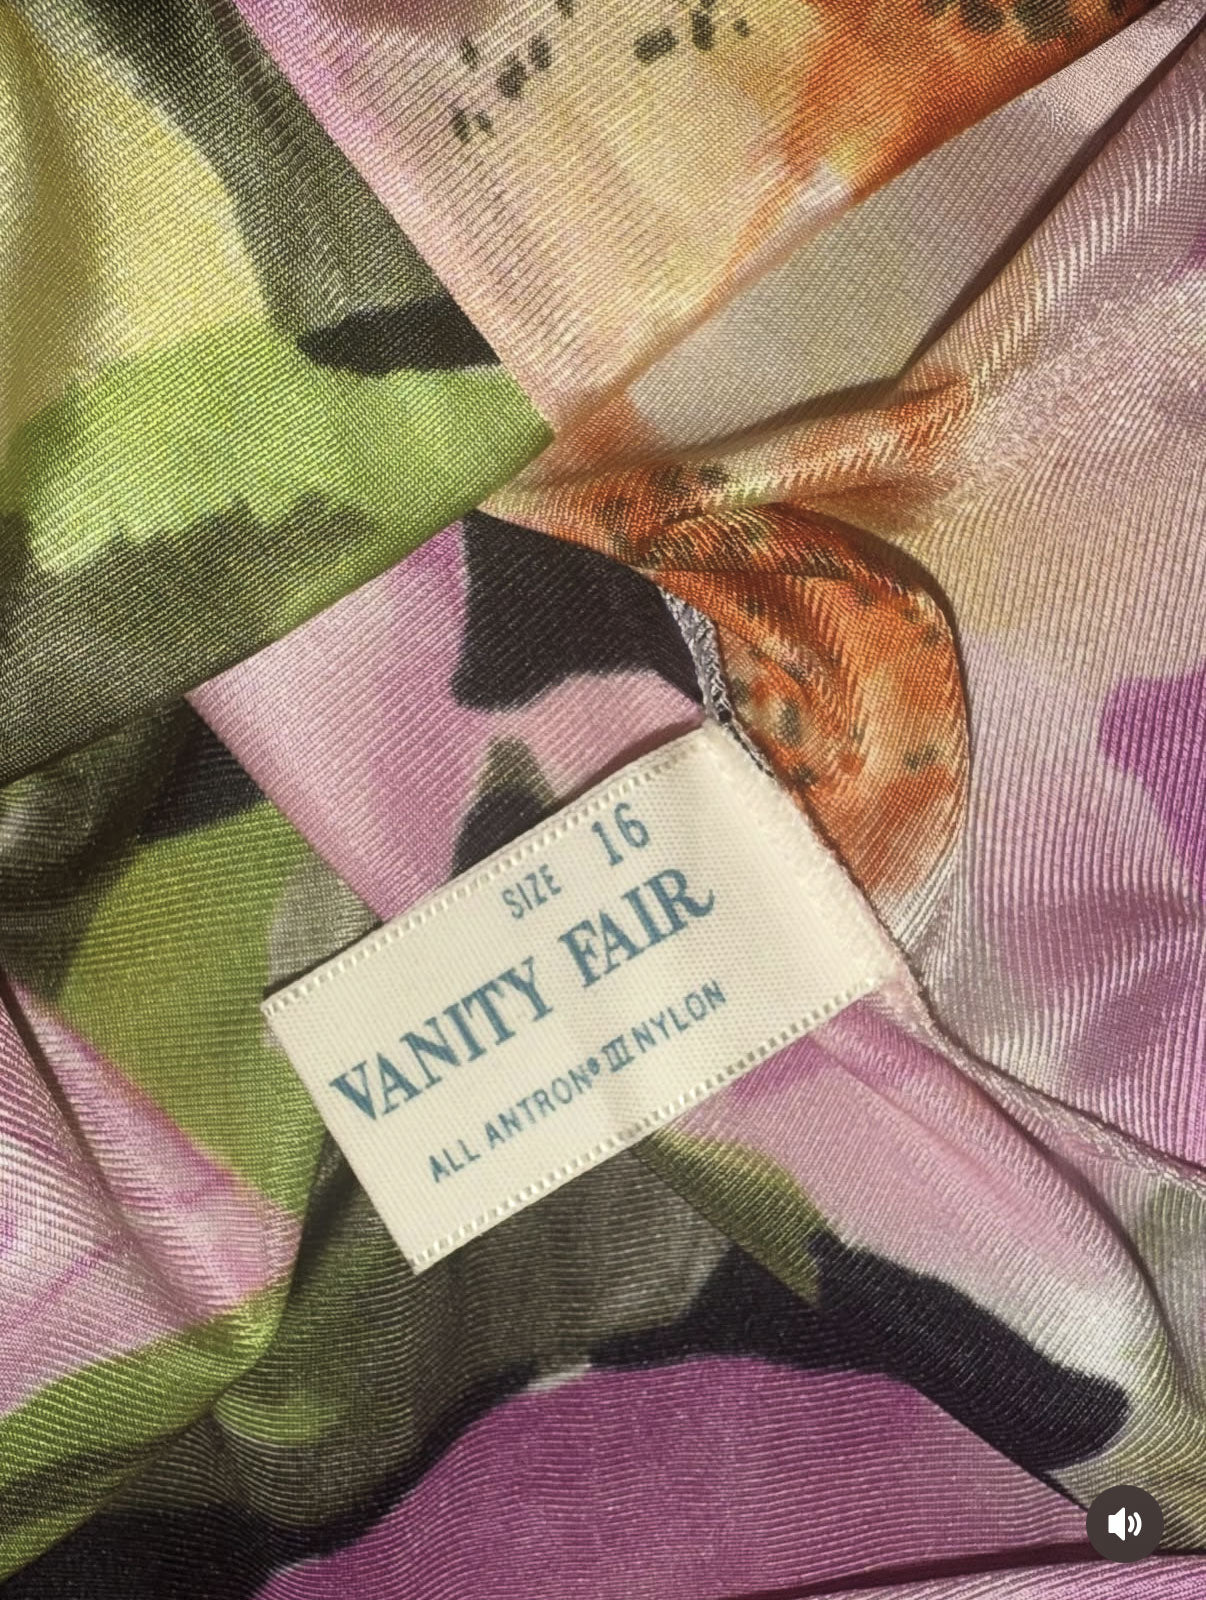 SIZE 16
VANITY FAIR
ALL ANTRON® III NYLON